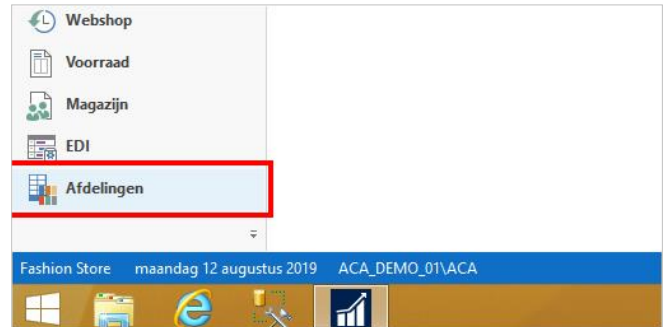 Webshop
Voorraad
Magazijn
EDI
Afdelingen
Fashion Store maandag 12 augustus 2019 ACA_DEMO_01\ACA